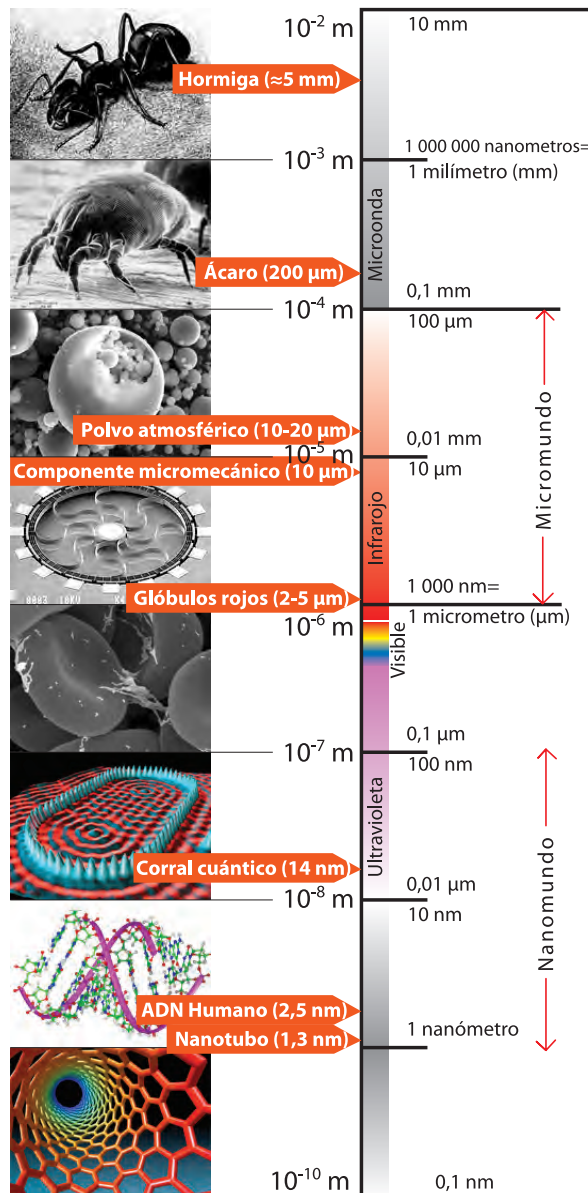 10⁻² m
10 mm
Hormiga (≈5 mm)
1 000 000 nanometros=
10⁻³ m
1 milímetro (mm)
Microonda
Ácaro (200 µm)
0,1 mm
10⁻⁴ m
100 µm
Polvo atmosférico (10-20 µm)
0,01 mm
10⁻⁵ m
Componente micromecánico (10 µm)
10 µm
Micromundo
Infrarojo
0003 10KV
1 000 nm=
Glóbulos rojos (2-5 µm)
10⁻⁶ m
1 micrometro (µm)
Visible
0,1 µm
10⁻⁷ m
100 nm
Ultravioleta
Corral cuántico (14 nm)
0,01 µm
10⁻⁸ m
10 nm
Nanomundo
ADN Humano (2,5 nm)
1 nanómetro
Nanotubo (1,3 nm)
10⁻¹⁰ m
0,1 nm